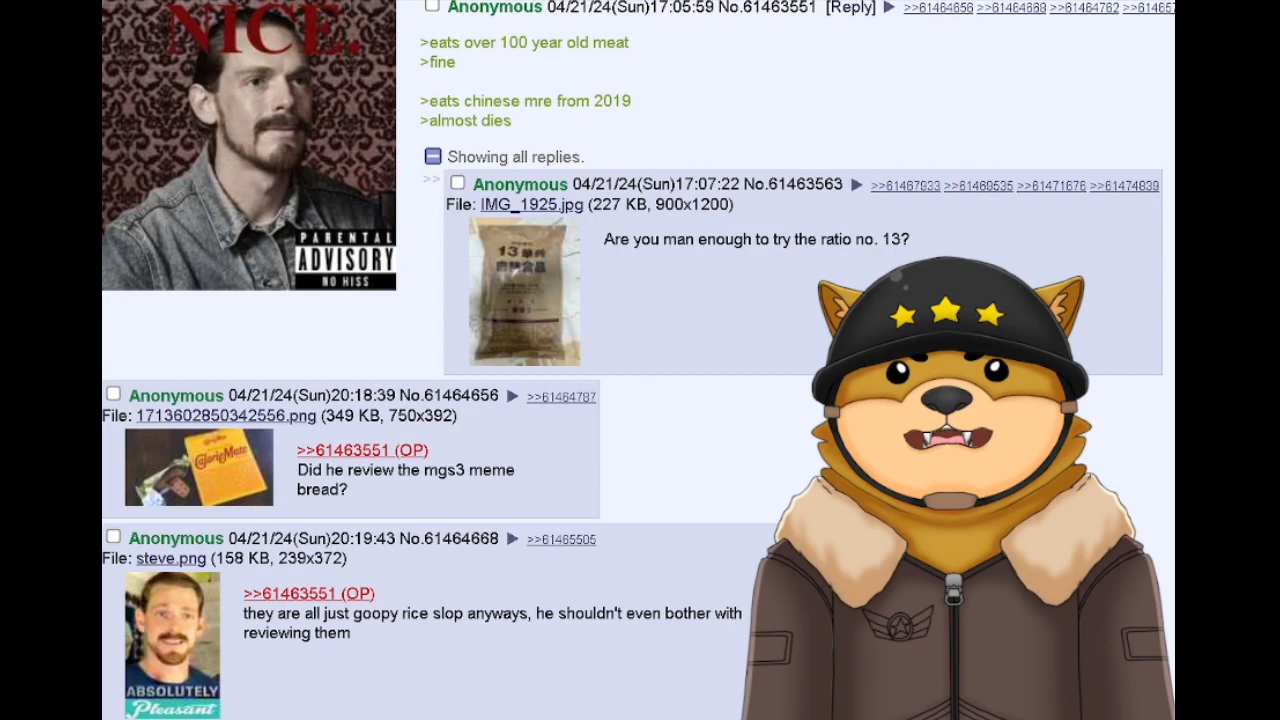 NICE.
PARENTAL
ADVISORY
NO HISS
Anonymous 04/21/24(Sun)17:05:59 No.61463551 [Reply] ▶ >>61464656 >>61464668 >>61464762
>eats over 100 year old meat
>fine
>eats chinese mre from 2019
>almost dies
Showing all replies.
>> Anonymous 04/21/24(Sun)17:07:22 No.61463563 ▶ >>61467933 >>61469535 >>61471676 >>61474839
File: IMG_1925.jpg (227 KB, 900x1200)
13
Are you man enough to try the ratio no. 13?
Anonymous 04/21/24(Sun)20:18:39 No.61464656 ▶ >>61464787
File: 1713602850342556.png (349 KB, 750x392)
CalorieMate
>>61463551 (OP)
Did he review the mgs3 meme
bread?
Anonymous 04/21/24(Sun)20:19:43 No.61464668 ▶ >>61465505
File: steve.png (158 KB, 239x372)
>>61463551 (OP)
they are all just goopy rice slop anyways, he shouldn't even bother with
reviewing them
ABSOLUTELY
Pleasant